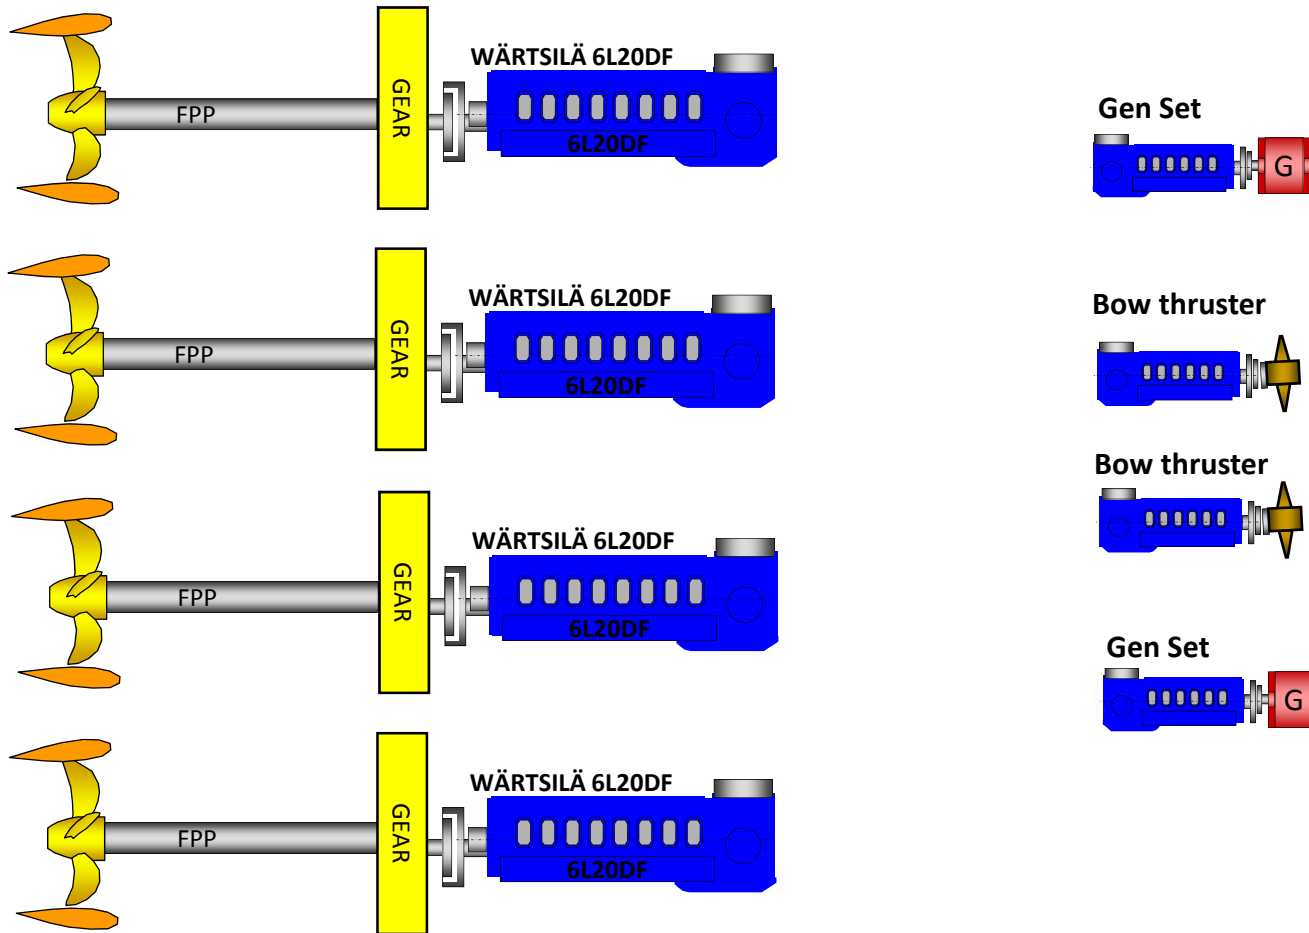 WÄRTSILÄ 6L20DF
FPP
GEAR
6L20DF
WÄRTSILÄ 6L20DF
FPP
GEAR
6L20DF
WÄRTSILÄ 6L20DF
FPP
GEAR
6L20DF
WÄRTSILÄ 6L20DF
FPP
GEAR
6L20DF
Gen Set
G
Bow thruster
Bow thruster
Gen Set
G